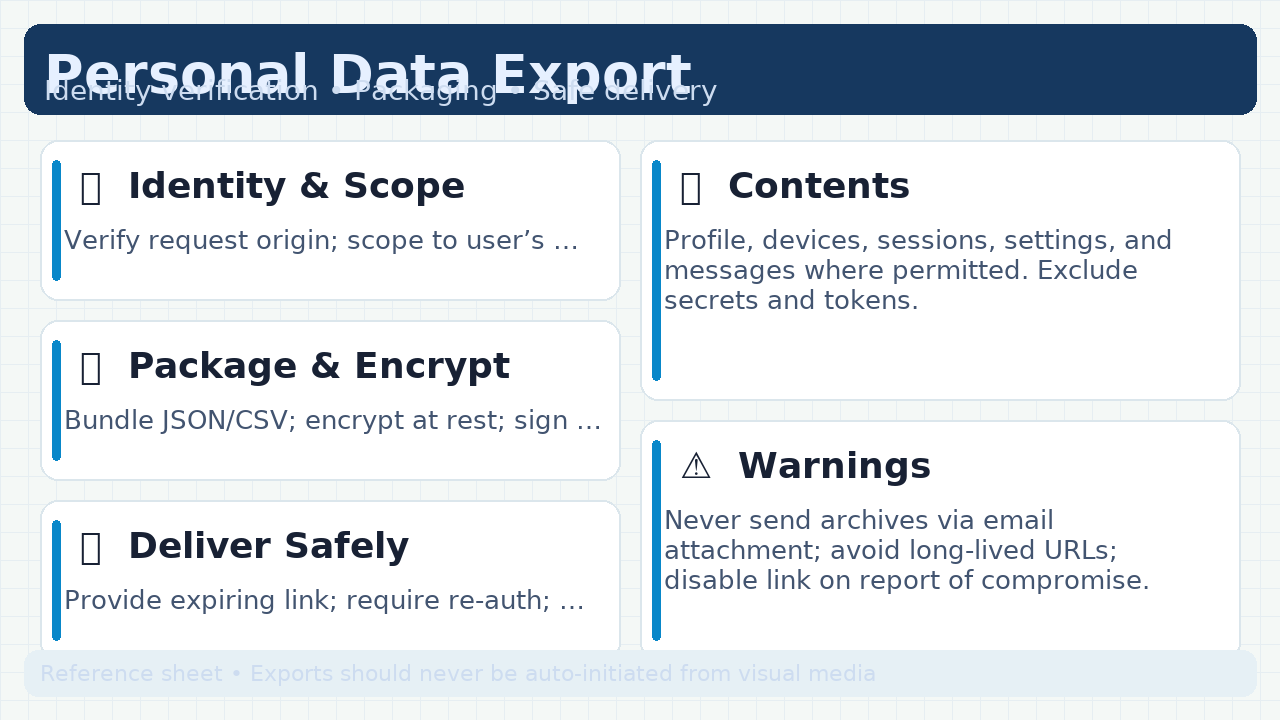 Personal Data Export
Identity verification • Packaging • Safe delivery
Identity & Scope
Verify request origin; scope to user’s …
Package & Encrypt
Bundle JSON/CSV; encrypt at rest; sign …
Deliver Safely
Provide expiring link; require re-auth; …
Contents
Profile, devices, sessions, settings, and
messages where permitted. Exclude
secrets and tokens.
⚠ Warnings
Never send archives via email
attachment; avoid long-lived URLs;
disable link on report of compromise.
Reference sheet • Exports should never be auto-initiated from visual media